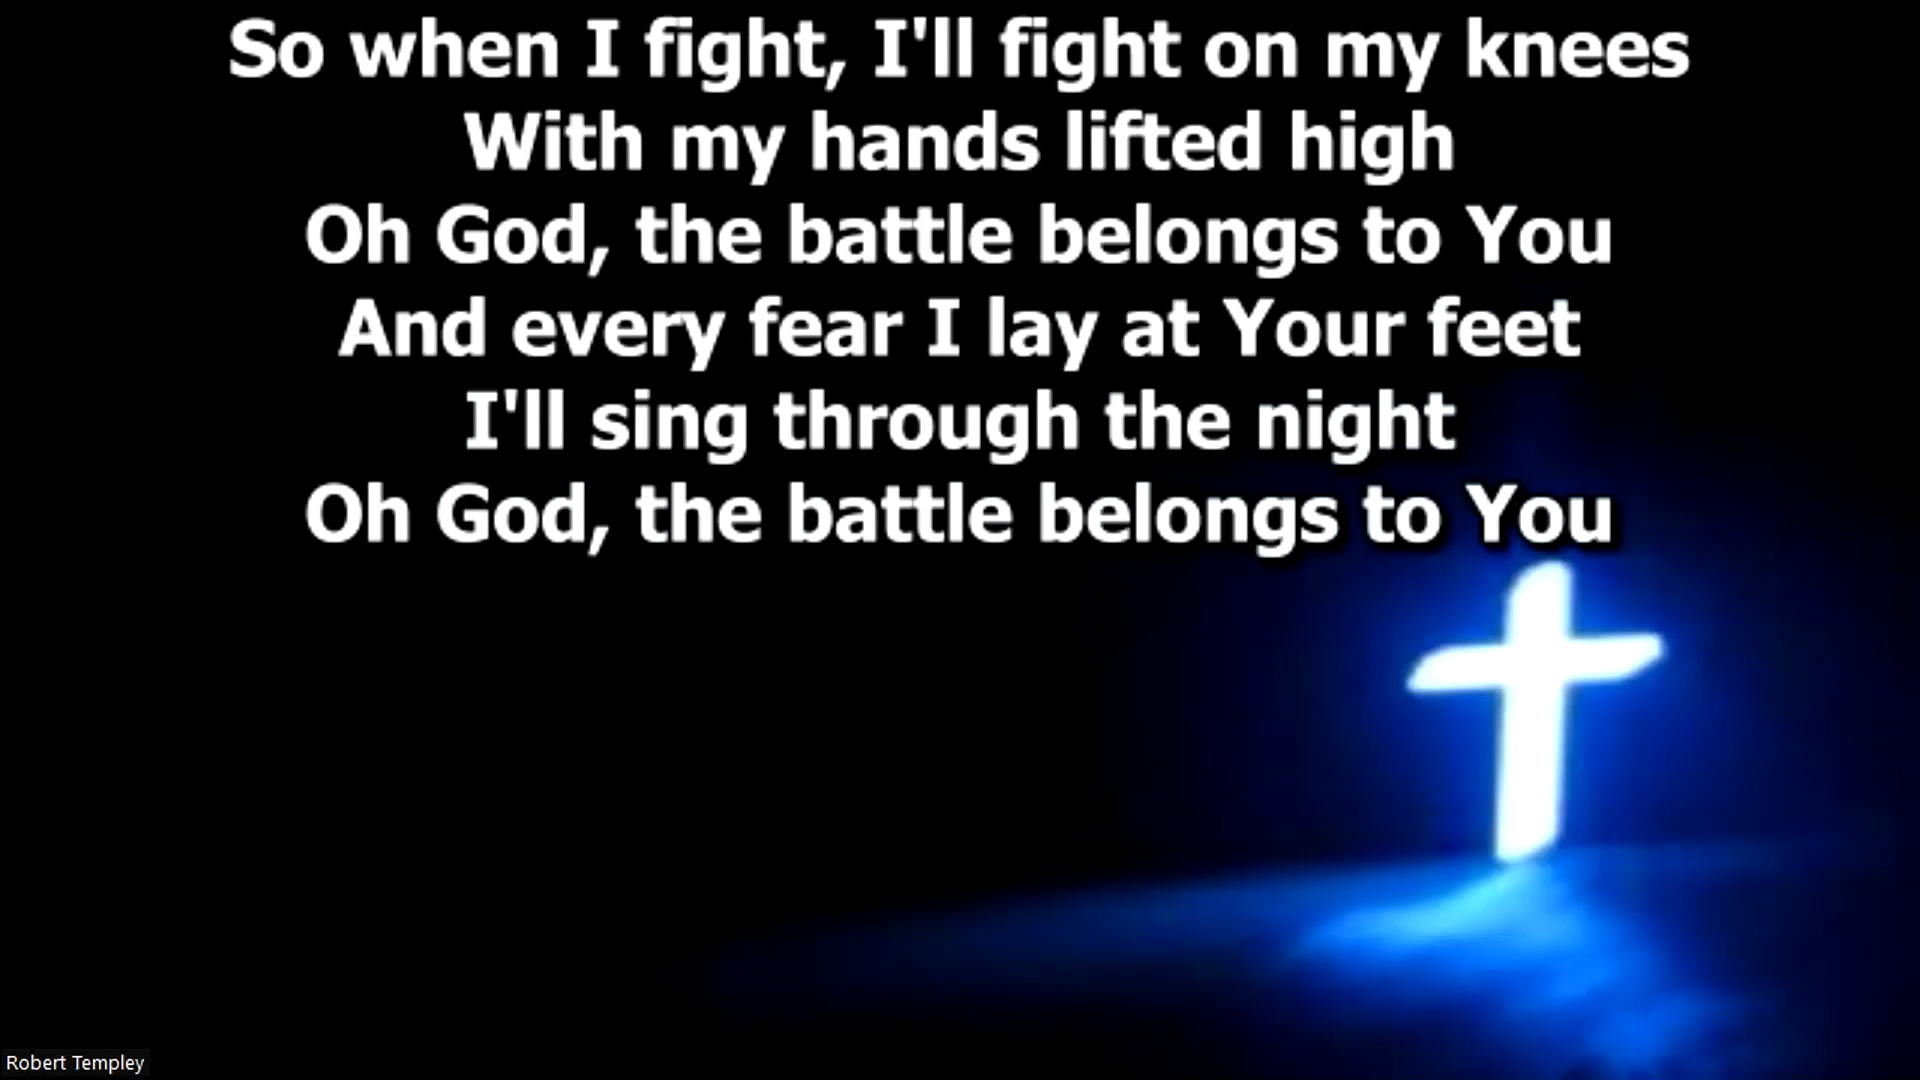 So when I fight, I'll fight on my knees
With my hands lifted high
Oh God, the battle belongs to You
And every fear I lay at Your feet
I'll sing through the night
Oh God, the battle belongs to You
Robert Templey